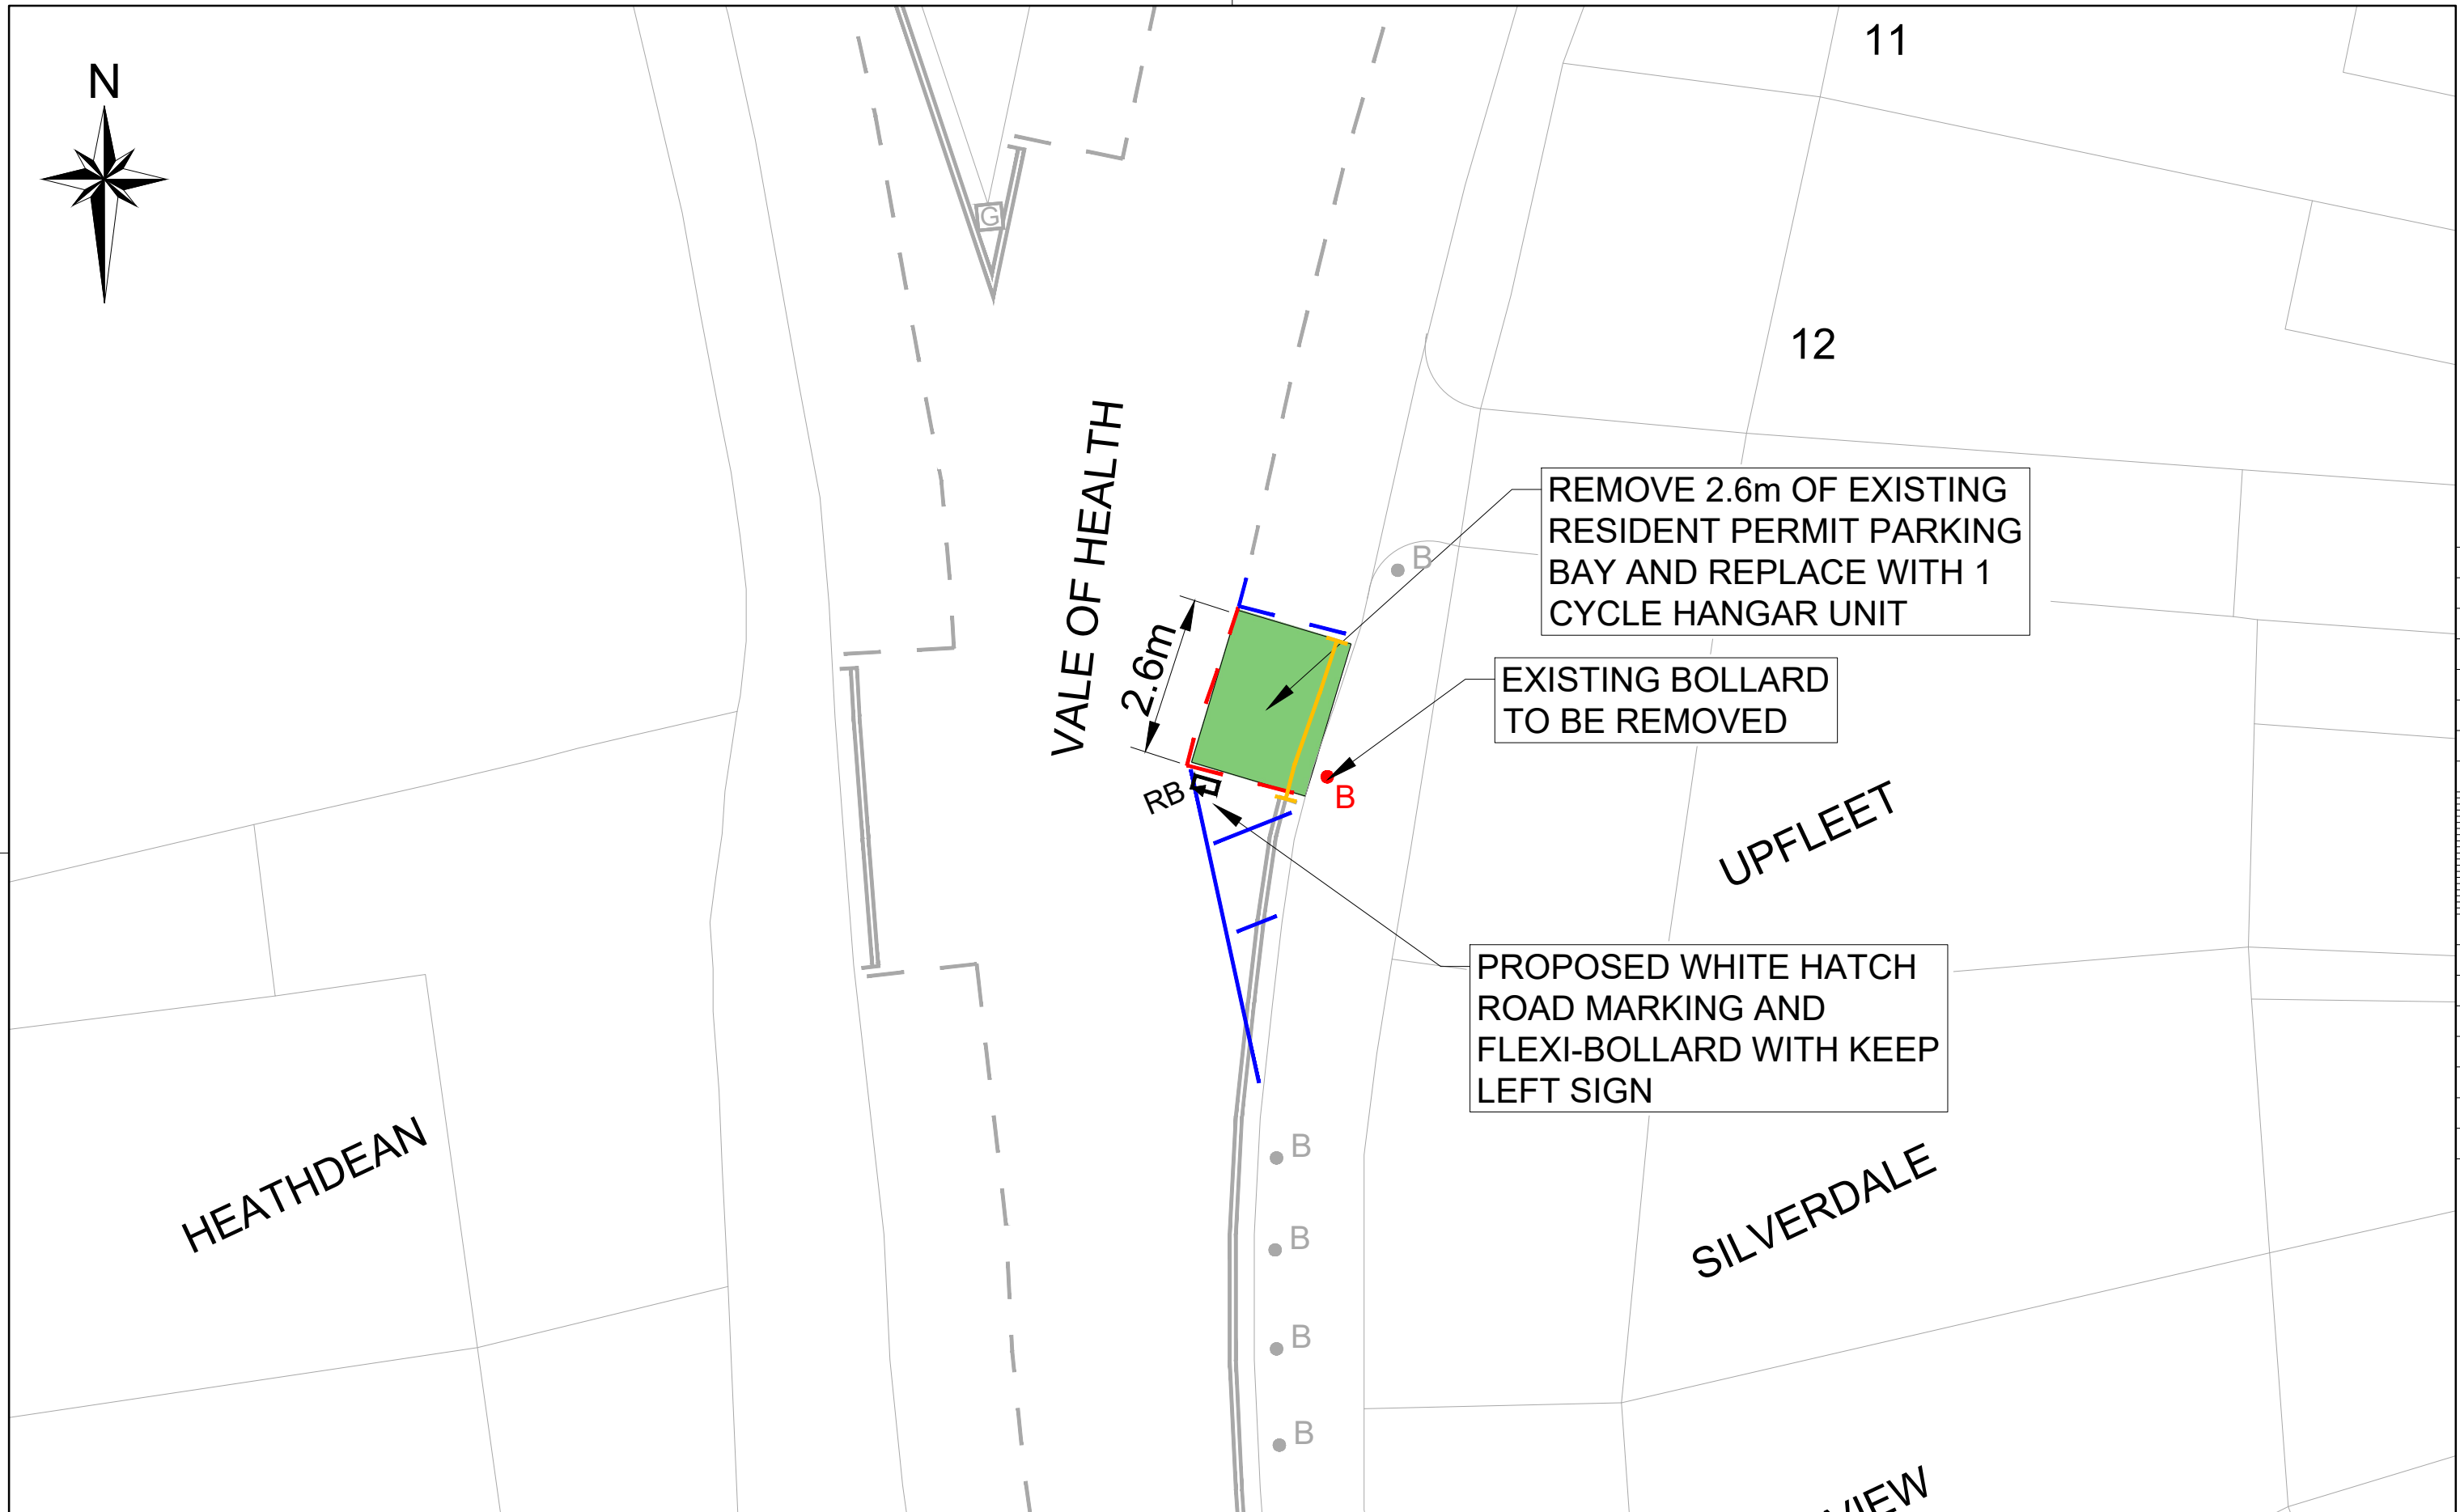 N
11
G
12
VALE OF HEALTH
REMOVE 2.6m OF EXISTING
RESIDENT PERMIT PARKING
BAY AND REPLACE WITH 1
CYCLE HANGAR UNIT
B
2.6m
EXISTING BOLLARD
TO BE REMOVED
RB
B
UPFLEET
PROPOSED WHITE HATCH
ROAD MARKING AND
FLEXI-BOLLARD WITH KEEP
LEFT SIGN
HEATHDEAN
B
SILVERDALE
B
B
B
VIEW